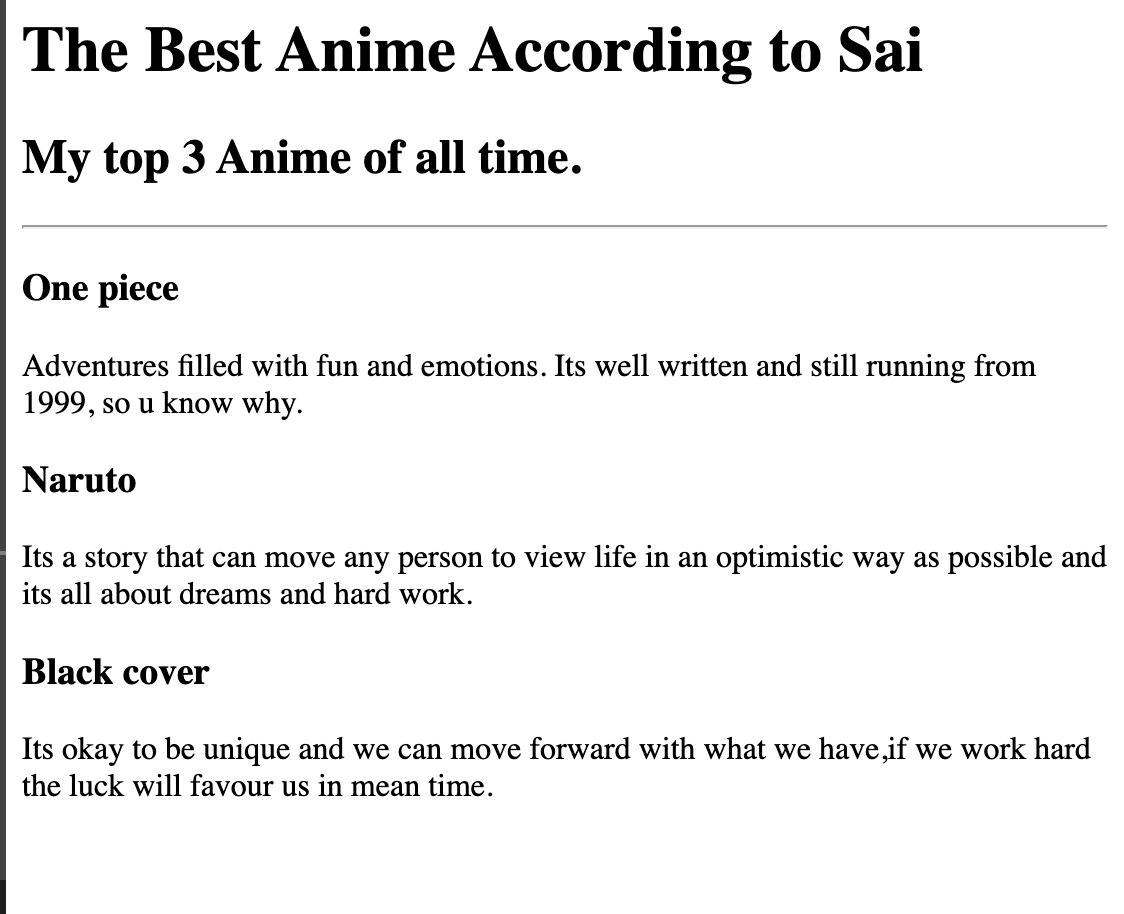 The Best Anime According to Sai
My top 3 Anime of all time.
One piece
Adventures filled with fun and emotions. Its well written and still running from
1999, so u know why.
Naruto
Its a story that can move any person to view life in an optimistic way as possible and
its all about dreams and hard work.
Black cover
Its okay to be unique and we can move forward with what we have,if we work hard
the luck will favour us in mean time.